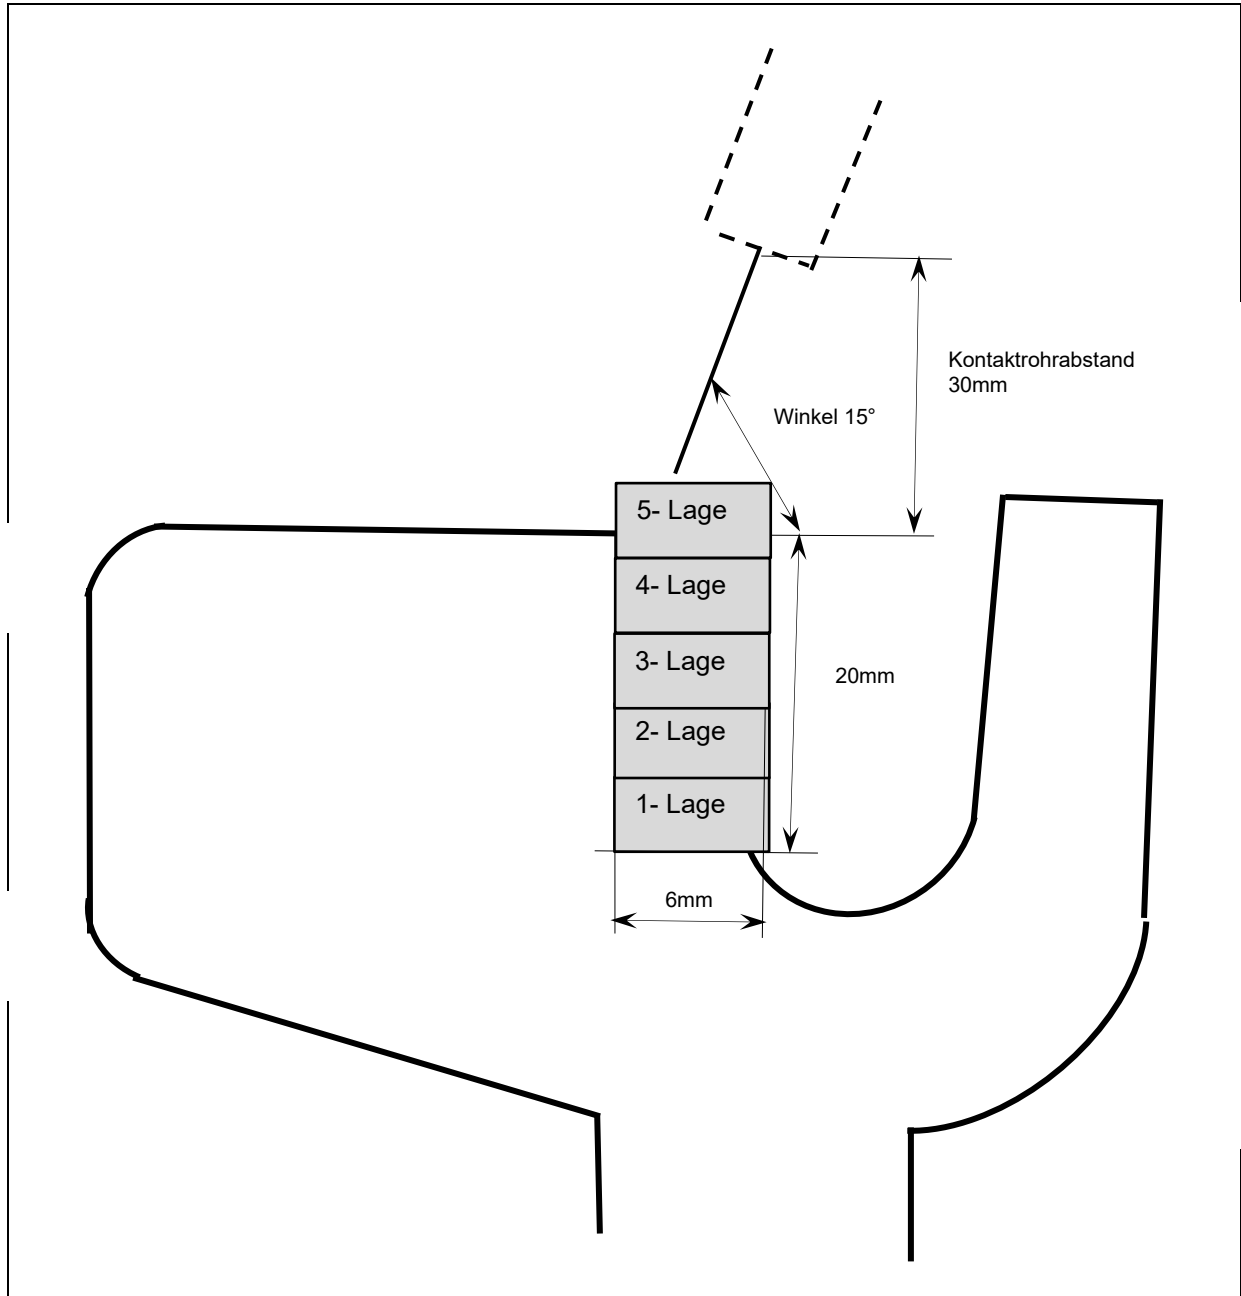 Kontaktrohrabstand
30mm
Winkel 15°
5- Lage
4- Lage
3- Lage
20mm
2- Lage
1- Lage
6mm